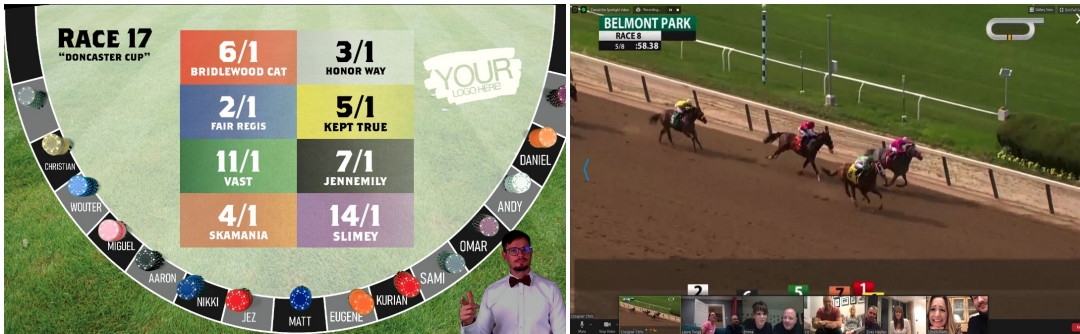 RACE 17
"DONCASTER CUP"
6/1
BRIDLEWOOD CAT
3/1
HONOR WAY
2/1
FAIR REGIS
5/1
KEPT TRUE
11/1
VAST
7/1
JENNEMILY
4/1
SKAMANIA
14/1
SLIMEY
YOUR
LOGO HERE!
CHRISTIAN
WOUTER
MIGUEL
AARON
NIKKI
JEZ
MATT
EUGENE
KURIAN
SAMI
OMAR
ANDY
DANIEL
Recording...
Gallery View
BELMONT PARK
RACE 8
5/8 :58.38
2
5
7
1